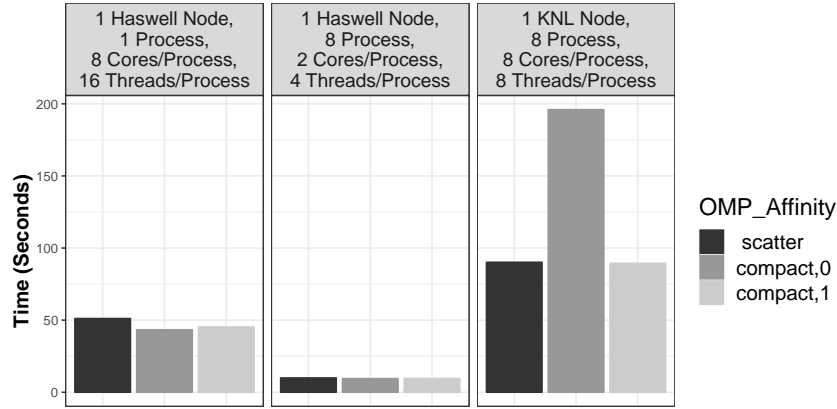 1 Haswell Node,
1 Process,
8 Cores/Process,
16 Threads/Process
1 Haswell Node,
8 Process,
2 Cores/Process,
4 Threads/Process
1 KNL Node,
8 Process,
8 Cores/Process,
8 Threads/Process
Time (Seconds)
200
150
100
50
0
OMP_Affinity
scatter
compact,0
compact,1